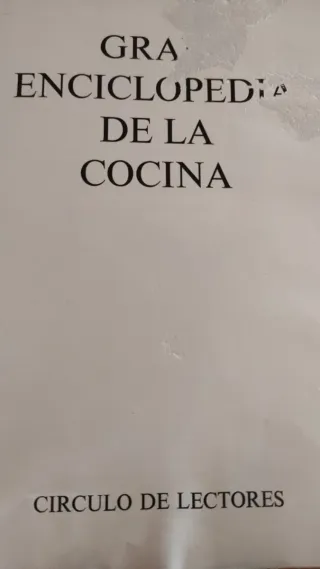 GRA
ENCICLOPEDIA
DE LA
COCINA
CIRCULO DE LECTORES